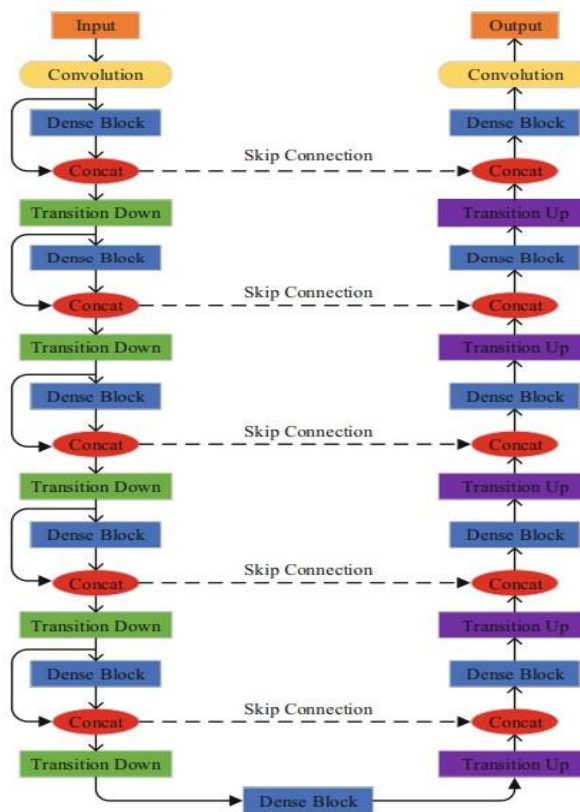 Input
Output
Convolution
Convolution
Dense Block
Dense Block
Skip Connection
Concat
Concat
Transition Down
Transition Up
Dense Block
Dense Block
Skip Connection
Concat
Concat
Transition Down
Transition Up
Dense Block
Dense Block
Skip Connection
Concat
Concat
Transition Down
Transition Up
Dense Block
Dense Block
Skip Connection
Concat
Concat
Transition Down
Transition Up
Dense Block
Dense Block
Skip Connection
Concat
Concat
Transition Down
Transition Up
Dense Block